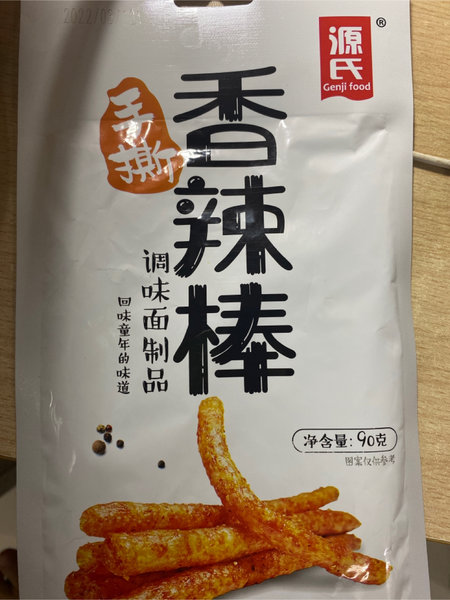 源氏
®
Genji food
手撕
香辣棒
调味面制品
回味童年的味道
净含量: 90克
图案仅供参考